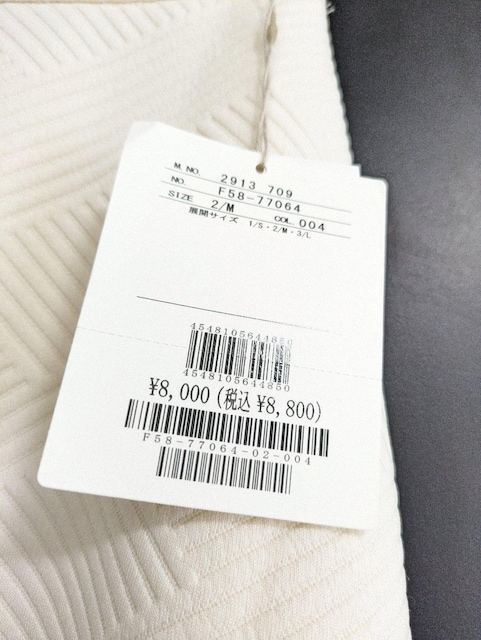 M.NO. 2913 709
NO. F58-77064
SIZE 2/M COL 004
展開サイズ 1/S・2/M・3/L
4548105644850
4548105644850
¥8,000(税込¥8,800)
F58-77064-02-004